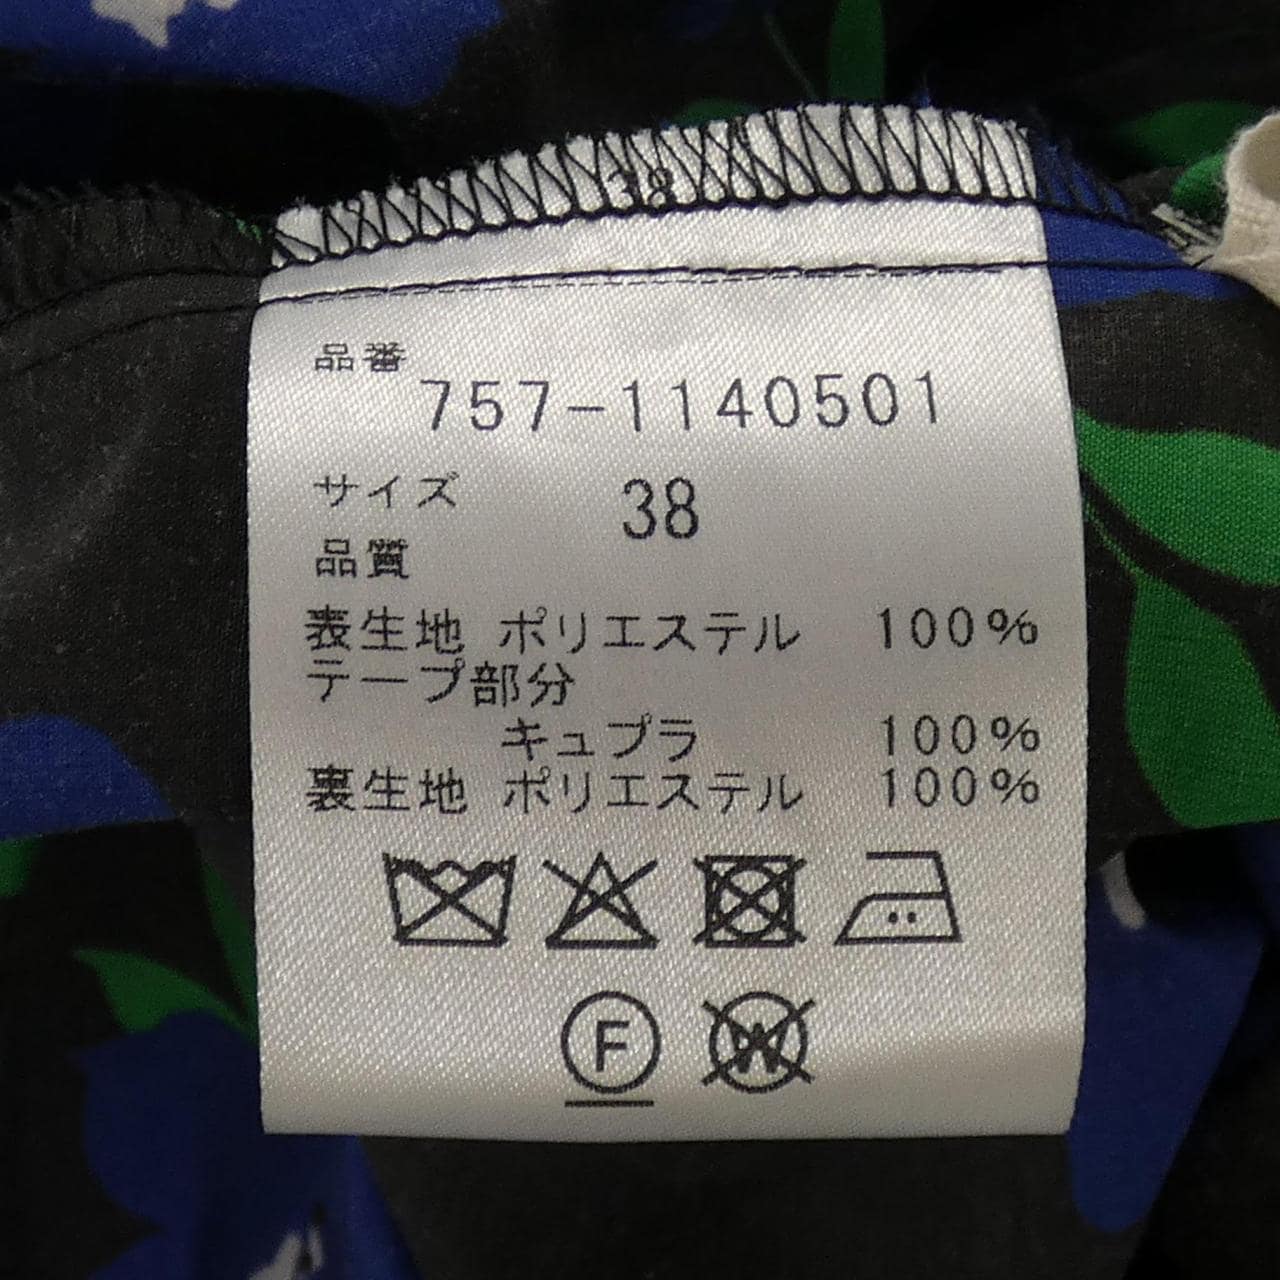 38
品番
757-1140501
サイズ 38
品質
表生地 ポリエステル 100%
テープ部分
キュプラ 100%
裏生地 ポリエステル 100%
F W